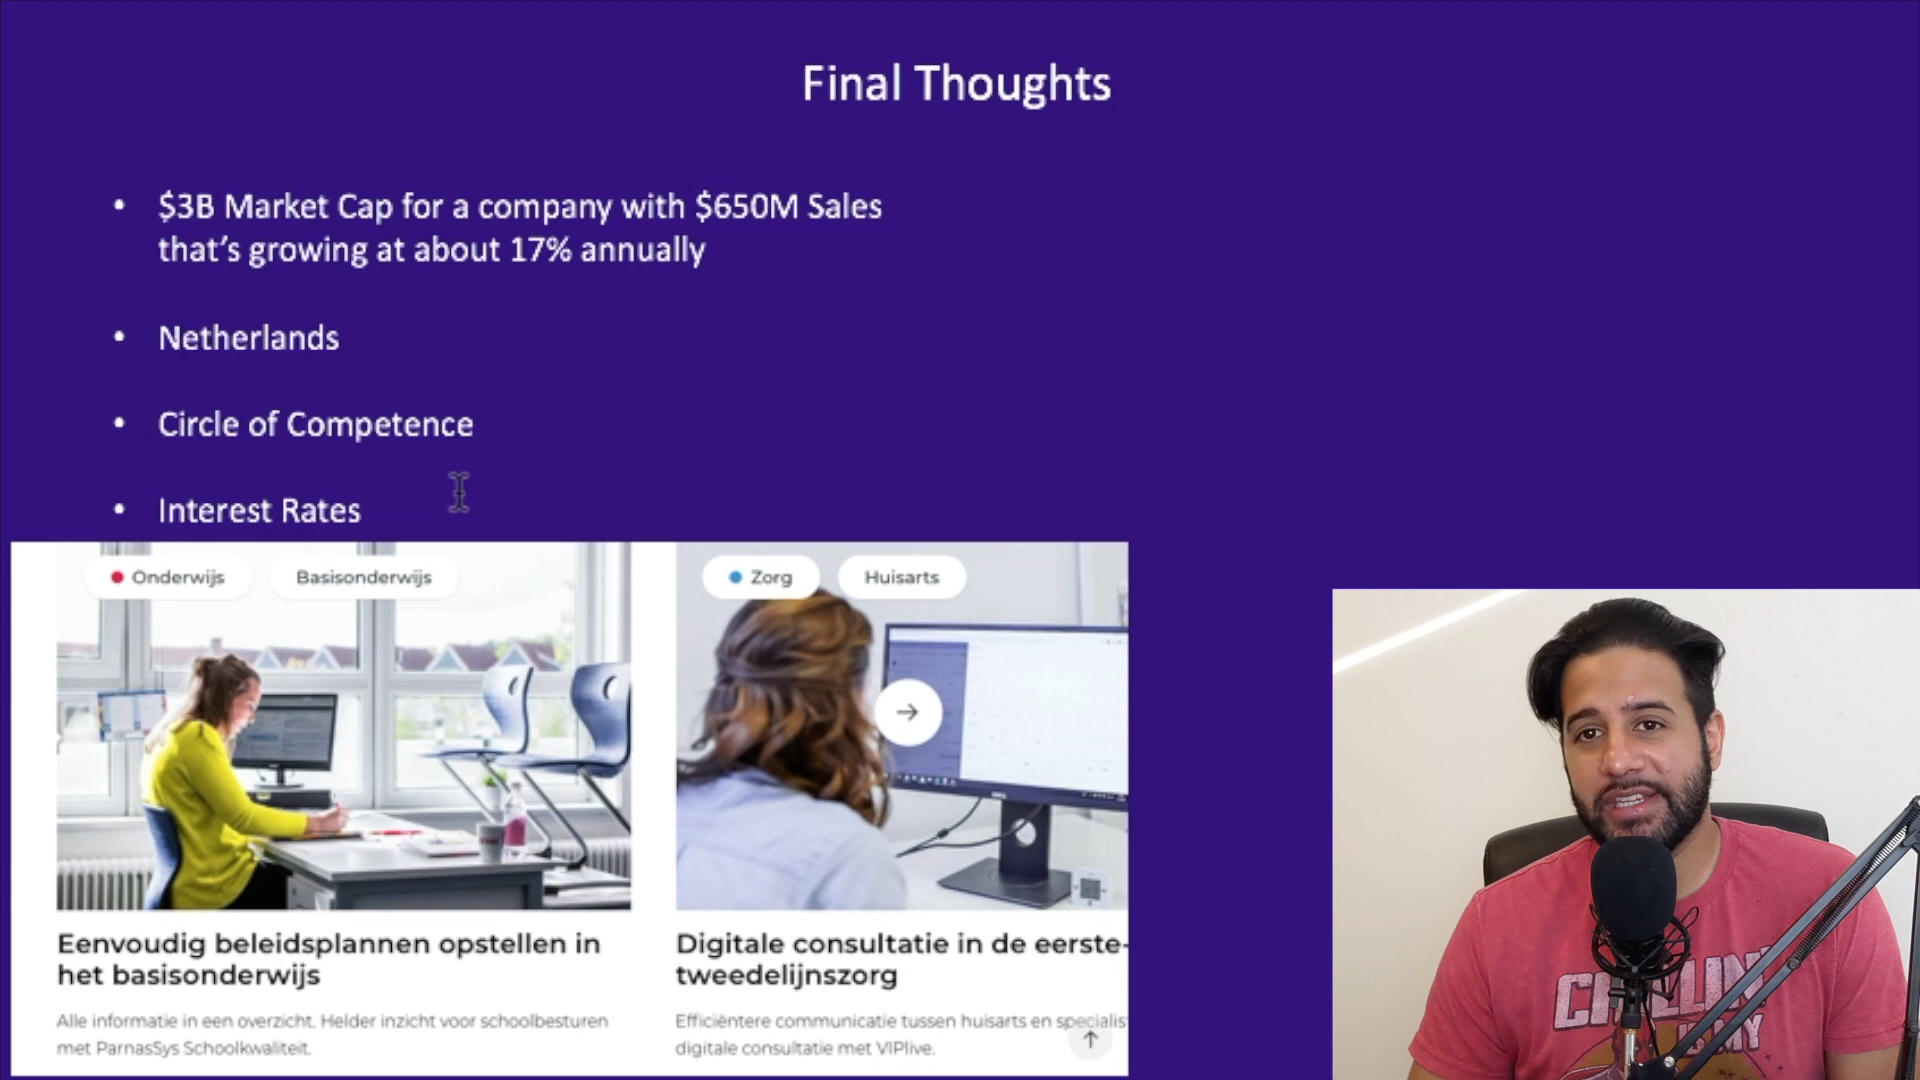 Final Thoughts
• $3B Market Cap for a company with $650M Sales
that’s growing at about 17% annually
• Netherlands
• Circle of Competence
• Interest Rates
Onderwijs
Basisonderwijs
Zorg
Huisarts
Eenvoudig beleidsplannen opstellen in
het basisonderwijs
Digitale consultatie in de eerste-
tweedelijnszorg
Alle informatie in een overzicht. Helder inzicht voor schoolbesturen
met ParnasSys Schoolkwaliteit.
Efficiëntere communicatie tussen huisarts en specialis
digitale consultatie met VIPlive.